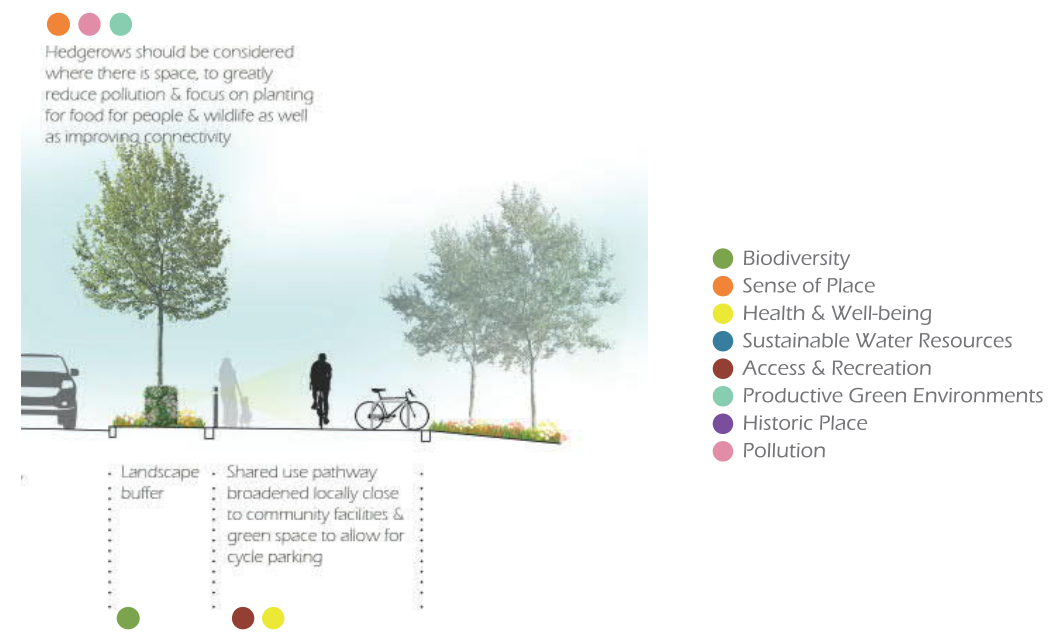 Hedgerows should be considered
where there is space, to greatly
reduce pollution & focus on planting
for food for people & wildlife as well
as improving connectivity
Biodiversity
Sense of Place
Health & Well-being
Sustainable Water Resources
Access & Recreation
Productive Green Environments
Historic Place
Pollution
Landscape
buffer
Shared use pathway
broadened locally close
to community facilities &
green space to allow for
cycle parking